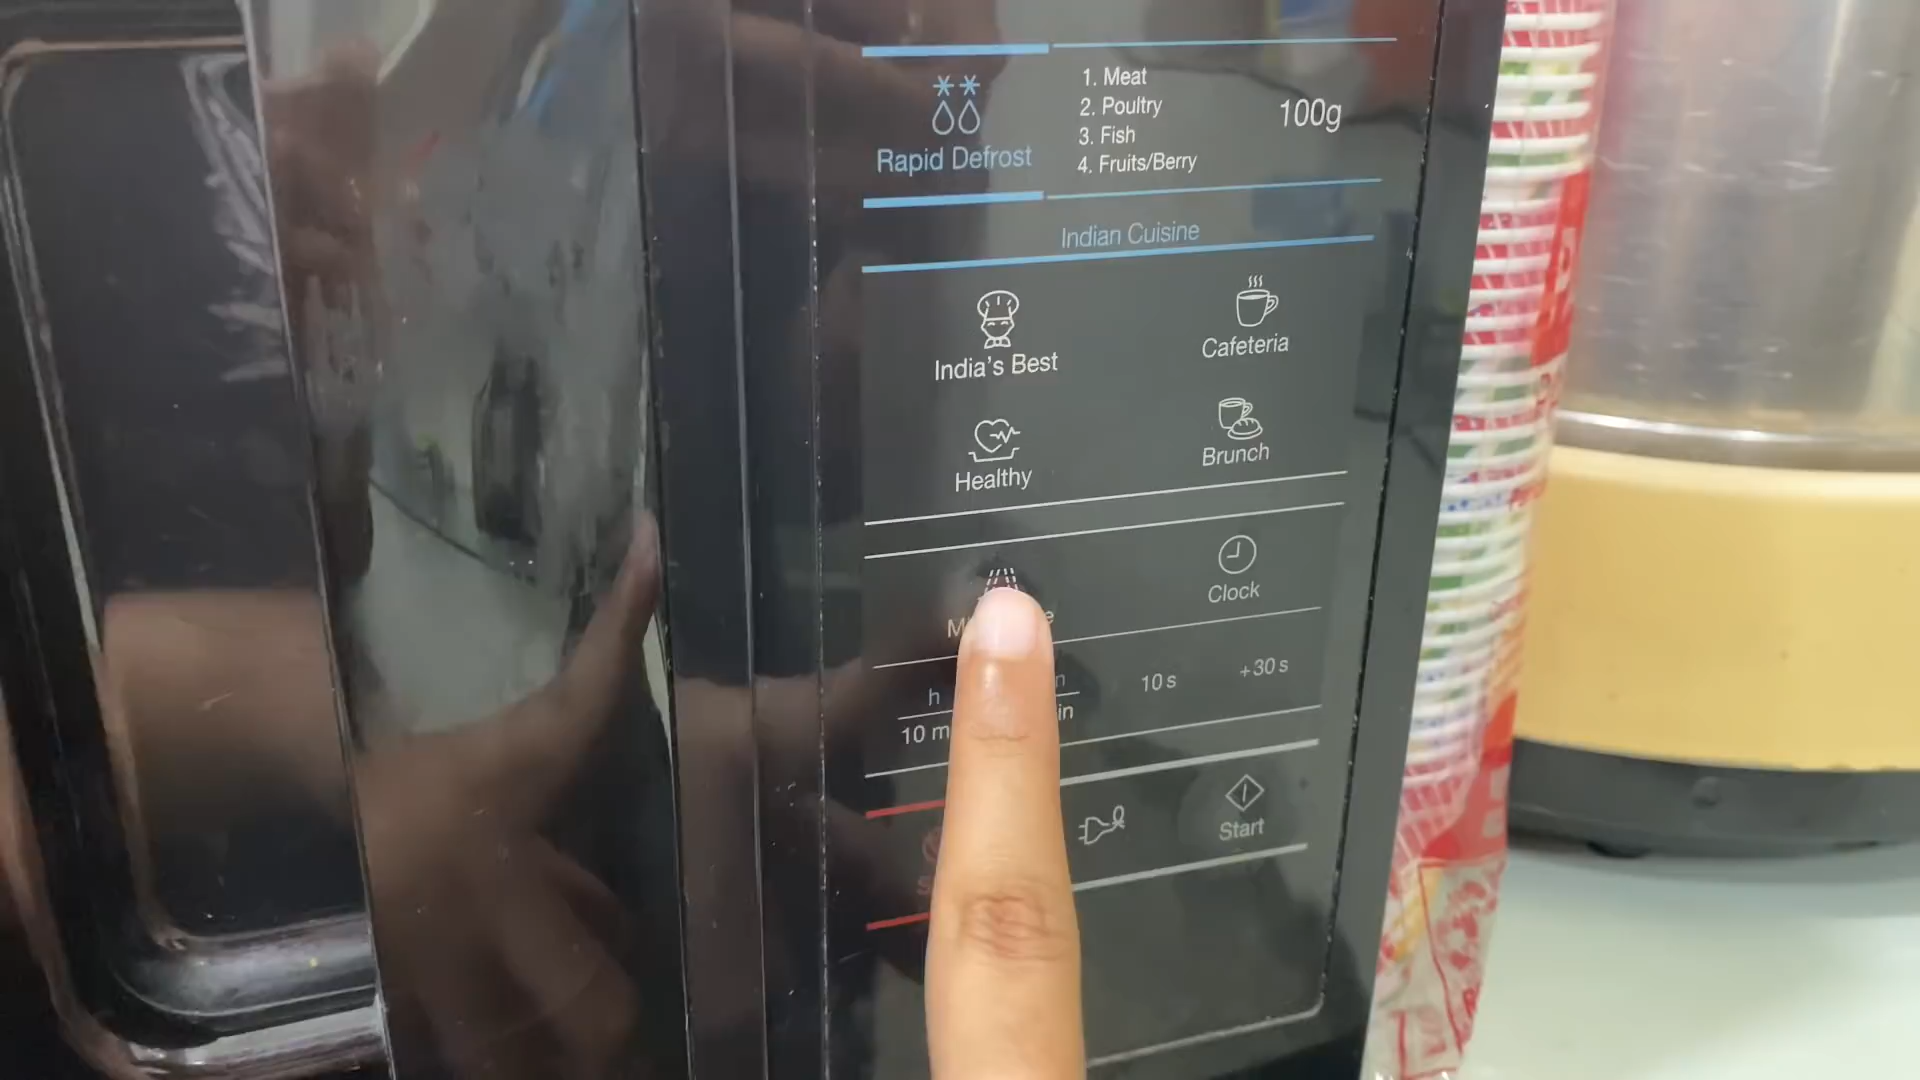 Rapid Defrost
1. Meat
2. Poultry
3. Fish
4. Fruits/Berry
100g
Indian Cuisine
India's Best
Cafeteria
Healthy
Brunch
Clock
h
10 s
+30 s
10 m
Start